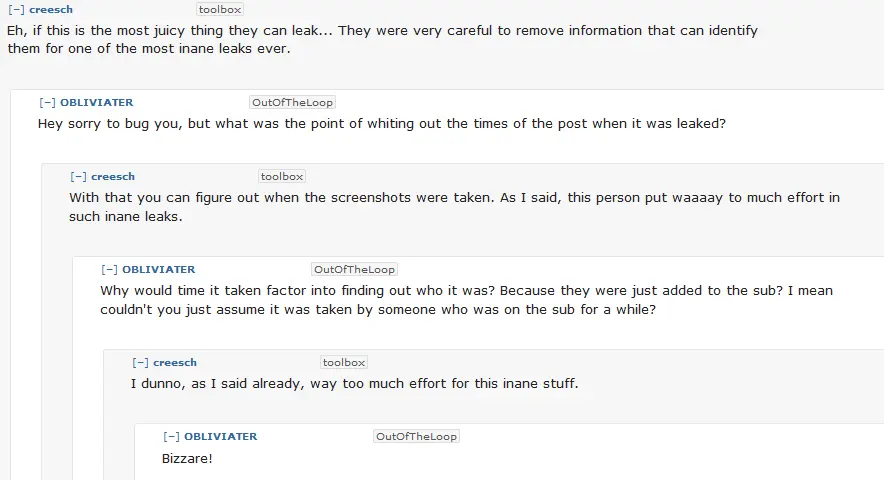 [−] creesch toolbox
Eh, if this is the most juicy thing they can leak... They were very careful to remove information that can identify
them for one of the most inane leaks ever.
[−] OBLIVIATER OutOfTheLoop
Hey sorry to bug you, but what was the point of whiting out the times of the post when it was leaked?
[−] creesch toolbox
With that you can figure out when the screenshots were taken. As I said, this person put waaaay to much effort in
such inane leaks.
[−] OBLIVIATER OutOfTheLoop
Why would time it taken factor into finding out who it was? Because they were just added to the sub? I mean
couldn't you just assume it was taken by someone who was on the sub for a while?
[−] creesch toolbox
I dunno, as I said already, way too much effort for this inane stuff.
[−] OBLIVIATER OutOfTheLoop
Bizzare!